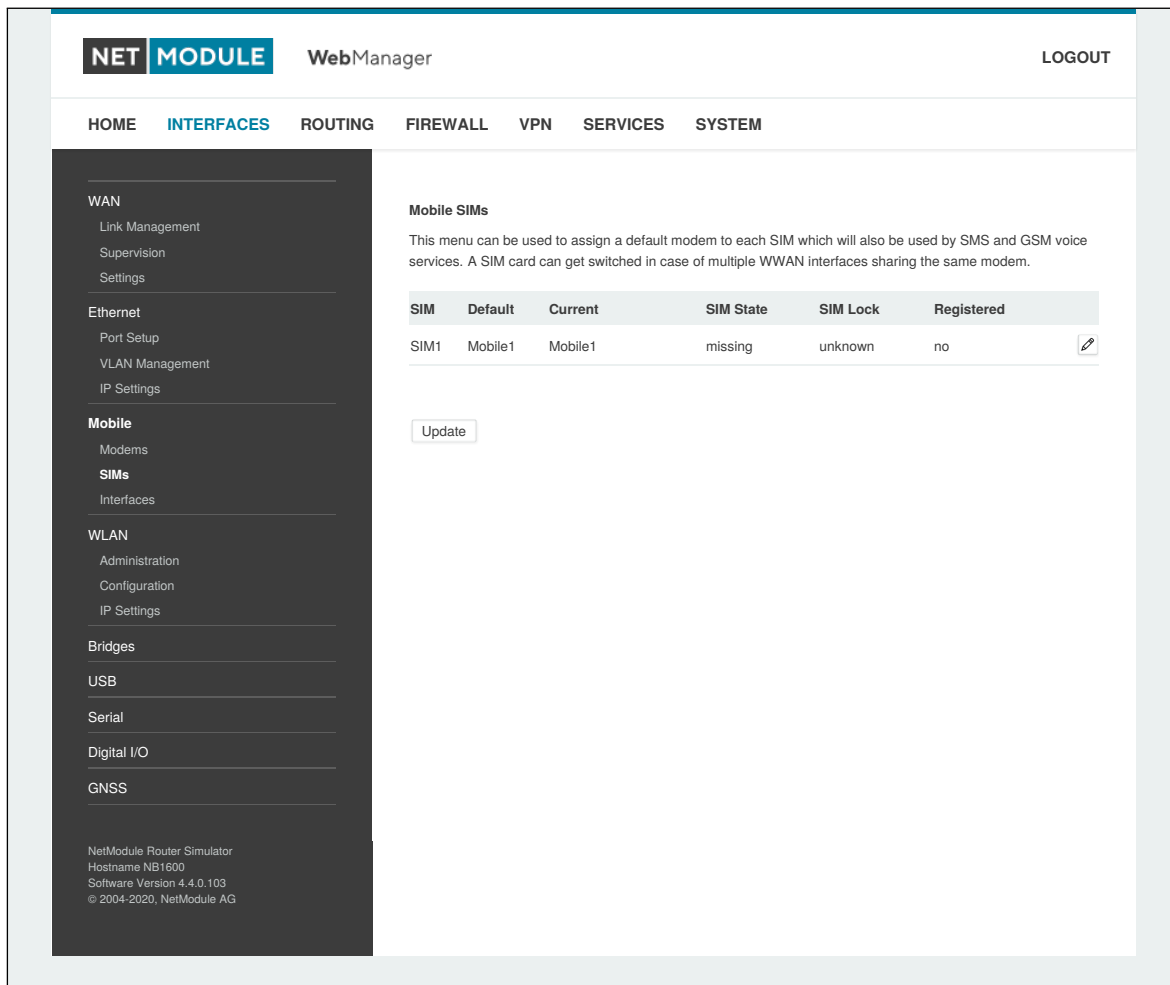 NET MODULE WebManager LOGOUT
HOME INTERFACES ROUTING FIREWALL VPN SERVICES SYSTEM
WAN
Link Management
Supervision
Settings
Ethernet
Port Setup
VLAN Management
IP Settings
Mobile
Modems
SIMs
Interfaces
WLAN
Administration
Configuration
IP Settings
Bridges
USB
Serial
Digital I/O
GNSS
NetModule Router Simulator
Hostname NB1600
Software Version 4.4.0.103
© 2004-2020, NetModule AG
Mobile SIMs
This menu can be used to assign a default modem to each SIM which will also be used by SMS and GSM voice
services. A SIM card can get switched in case of multiple WWAN interfaces sharing the same modem.
SIM Default Current SIM State SIM Lock Registered
SIM1 Mobile1 Mobile1 missing unknown no
Update